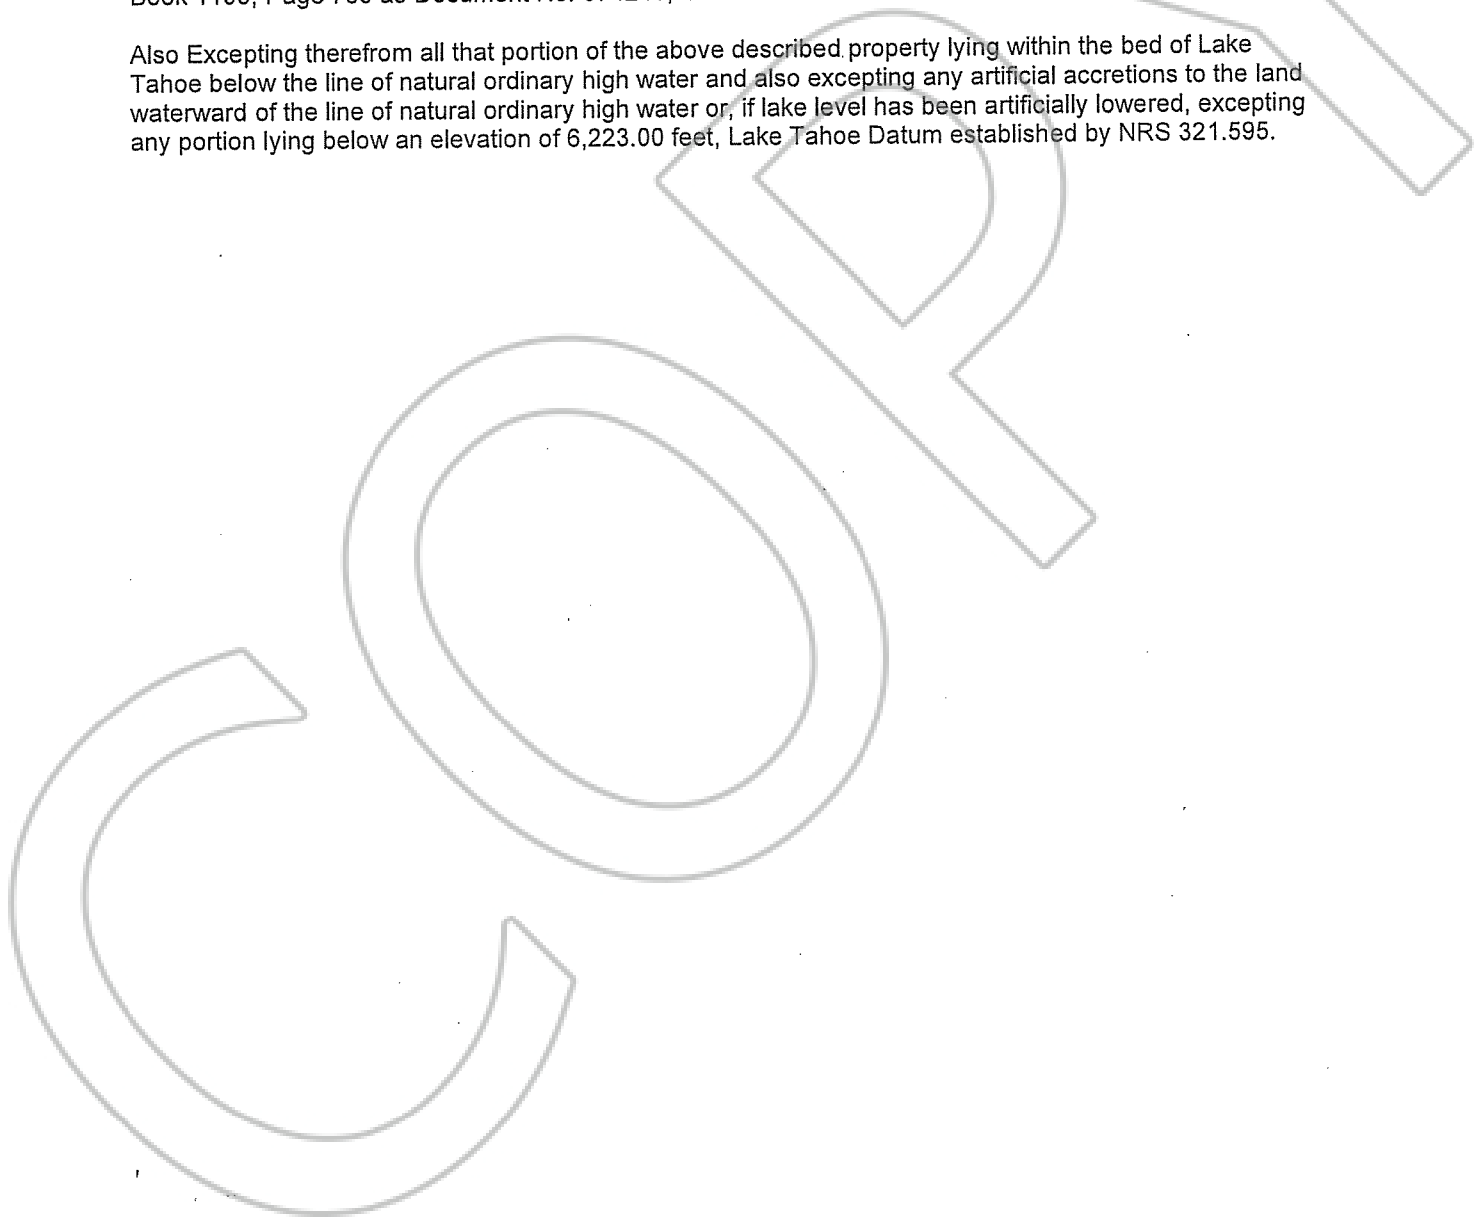 Also Excepting therefrom all that portion of the above described property lying within the bed of Lake
Tahoe below the line of natural ordinary high water and also excepting any artificial accretions to the land
waterward of the line of natural ordinary high water or, if lake level has been artificially lowered, excepting
any portion lying below an elevation of 6,223.00 feet, Lake Tahoe Datum established by NRS 321.595.
COPY